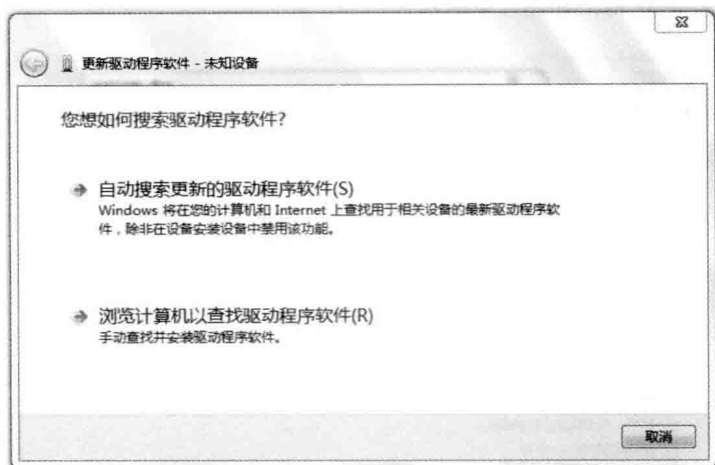 更新驱动程序软件 - 未知设备
您想如何搜索驱动程序软件?
自动搜索更新的驱动程序软件(S)
Windows 将在您的计算机和 Internet 上查找用于相关设备的最新驱动程序软
件，除非在设备安装设备中禁用该功能。
浏览计算机以查找驱动程序软件(R)
手动查找并安装驱动程序软件。
取消